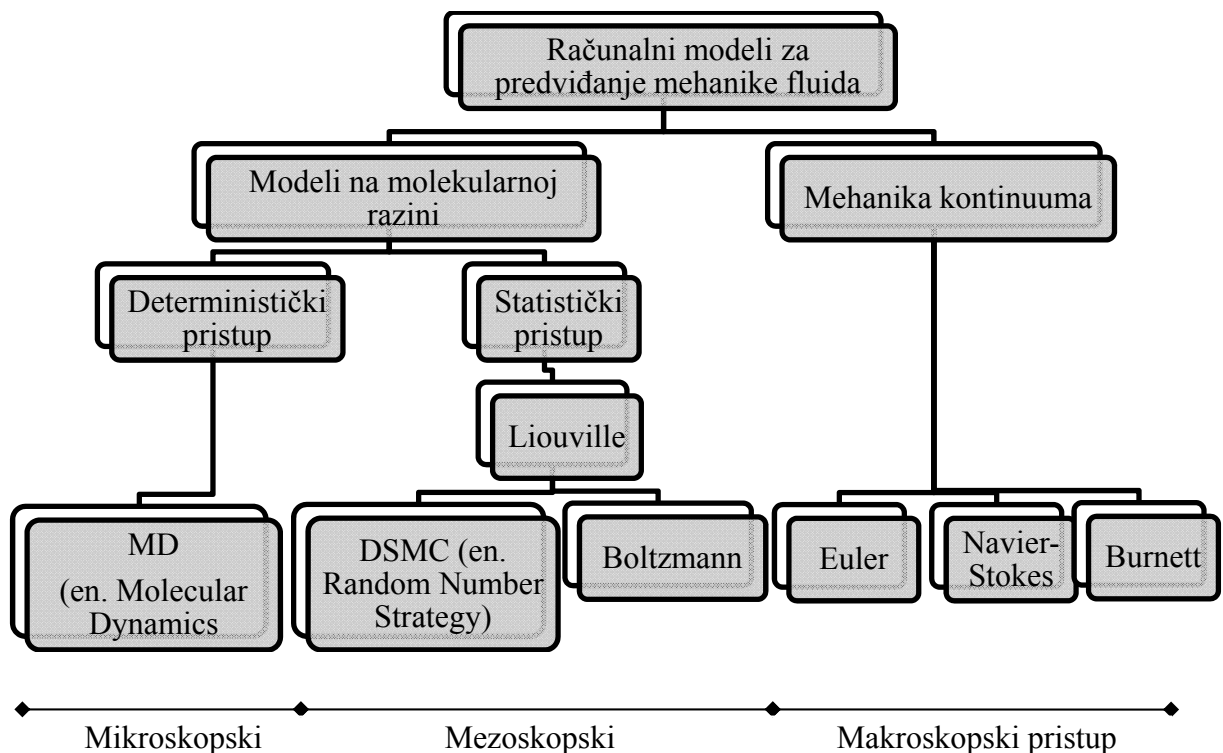 Računalni modeli za
predviđanje mehanike fluida
Modeli na molekularnoj
razini
Mehanika kontinuuma
Deterministički
pristup
Statistički
pristup
Liouville
MD
(en. Molecular
Dynamics
DSMC (en.
Random Number
Strategy)
Boltzmann
Euler
Navier-
Stokes
Burnett
Mikroskopski
Mezoskopski
Makroskopski pristup